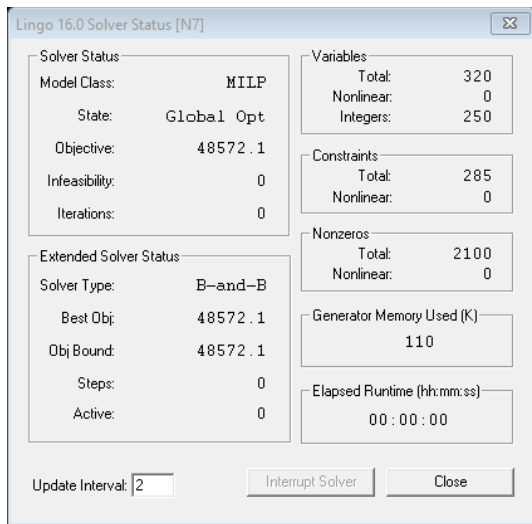 Lingo 16.0 Solver Status [N7]
Solver Status
Model Class: MILP
State: Global Opt
Objective: 48572.1
Infeasibility: 0
Iterations: 0
Extended Solver Status
Solver Type: B-and-B
Best Obj: 48572.1
Obj Bound: 48572.1
Steps: 0
Active: 0
Variables
Total: 320
Nonlinear: 0
Integers: 250
Constraints
Total: 285
Nonlinear: 0
Nonzeros
Total: 2100
Nonlinear: 0
Generator Memory Used (K)
110
Elapsed Runtime (hh:mm:ss)
00:00:00
Update Interval: 2
Interrupt Solver
Close